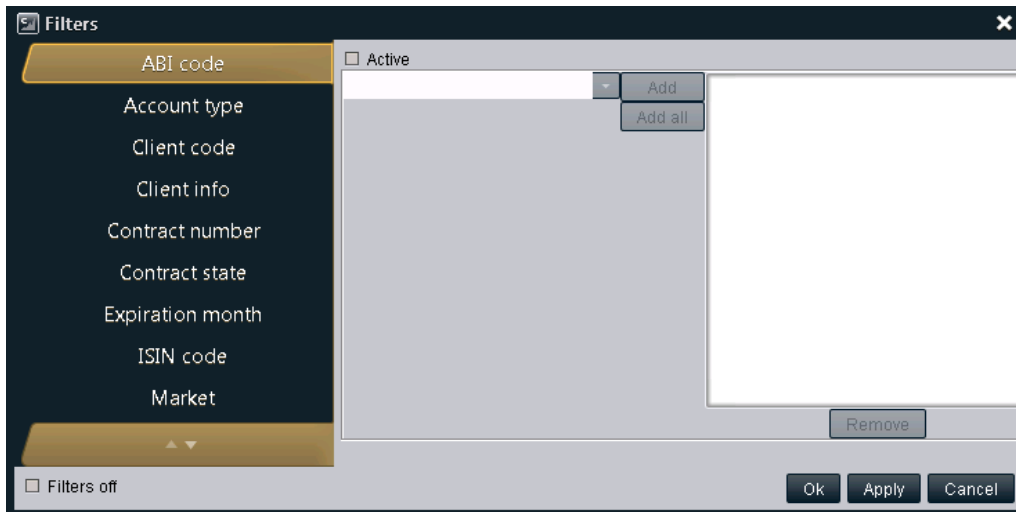 Filters
ABI code
Account type
Client code
Client info
Contract number
Contract state
Expiration month
ISIN code
Market
Active
Add
Add all
Remove
Filters off
Ok
Apply
Cancel